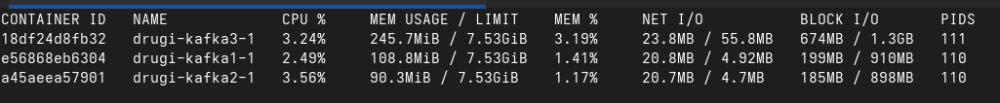 CONTAINER ID   NAME             CPU %     MEM USAGE / LIMIT     MEM %     NET I/O           BLOCK I/O         PIDS
18df24d8fb32   drugi-kafka3-1   3.24%     245.7MiB / 7.53GiB    3.19%     23.8MB / 55.8MB   674MB / 1.3GB     111
e56868eb6304   drugi-kafka1-1   2.49%     108.8MiB / 7.53GiB    1.41%     20.8MB / 4.92MB   199MB / 910MB     110
a45aeea57901   drugi-kafka2-1   3.56%     90.3MiB / 7.53GiB     1.17%     20.7MB / 4.7MB    185MB / 898MB     110